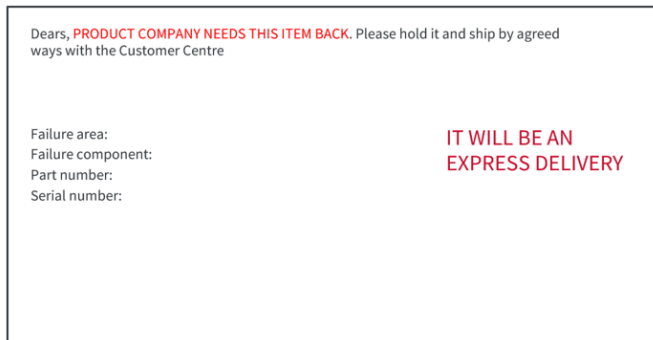 Dears, PRODUCT COMPANY NEEDS THIS ITEM BACK. Please hold it and ship by agreed
ways with the Customer Centre
Failure area:
Failure component:
Part number:
Serial number:
IT WILL BE AN
EXPRESS DELIVERY